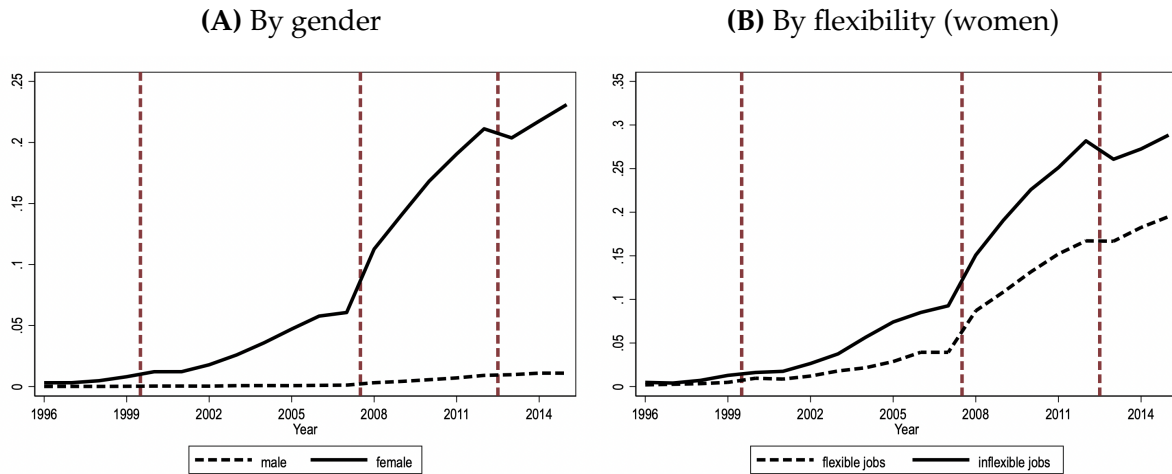 (A) By gender
.25
.2
.15
.1
.05
0
1996 1999 2002 2005 2008 2011 2014
Year
male female
(B) By flexibility (women)
.35
.3
.25
.2
.15
.1
.05
0
1996 1999 2002 2005 2008 2011 2014
Year
flexible jobs inflexible jobs